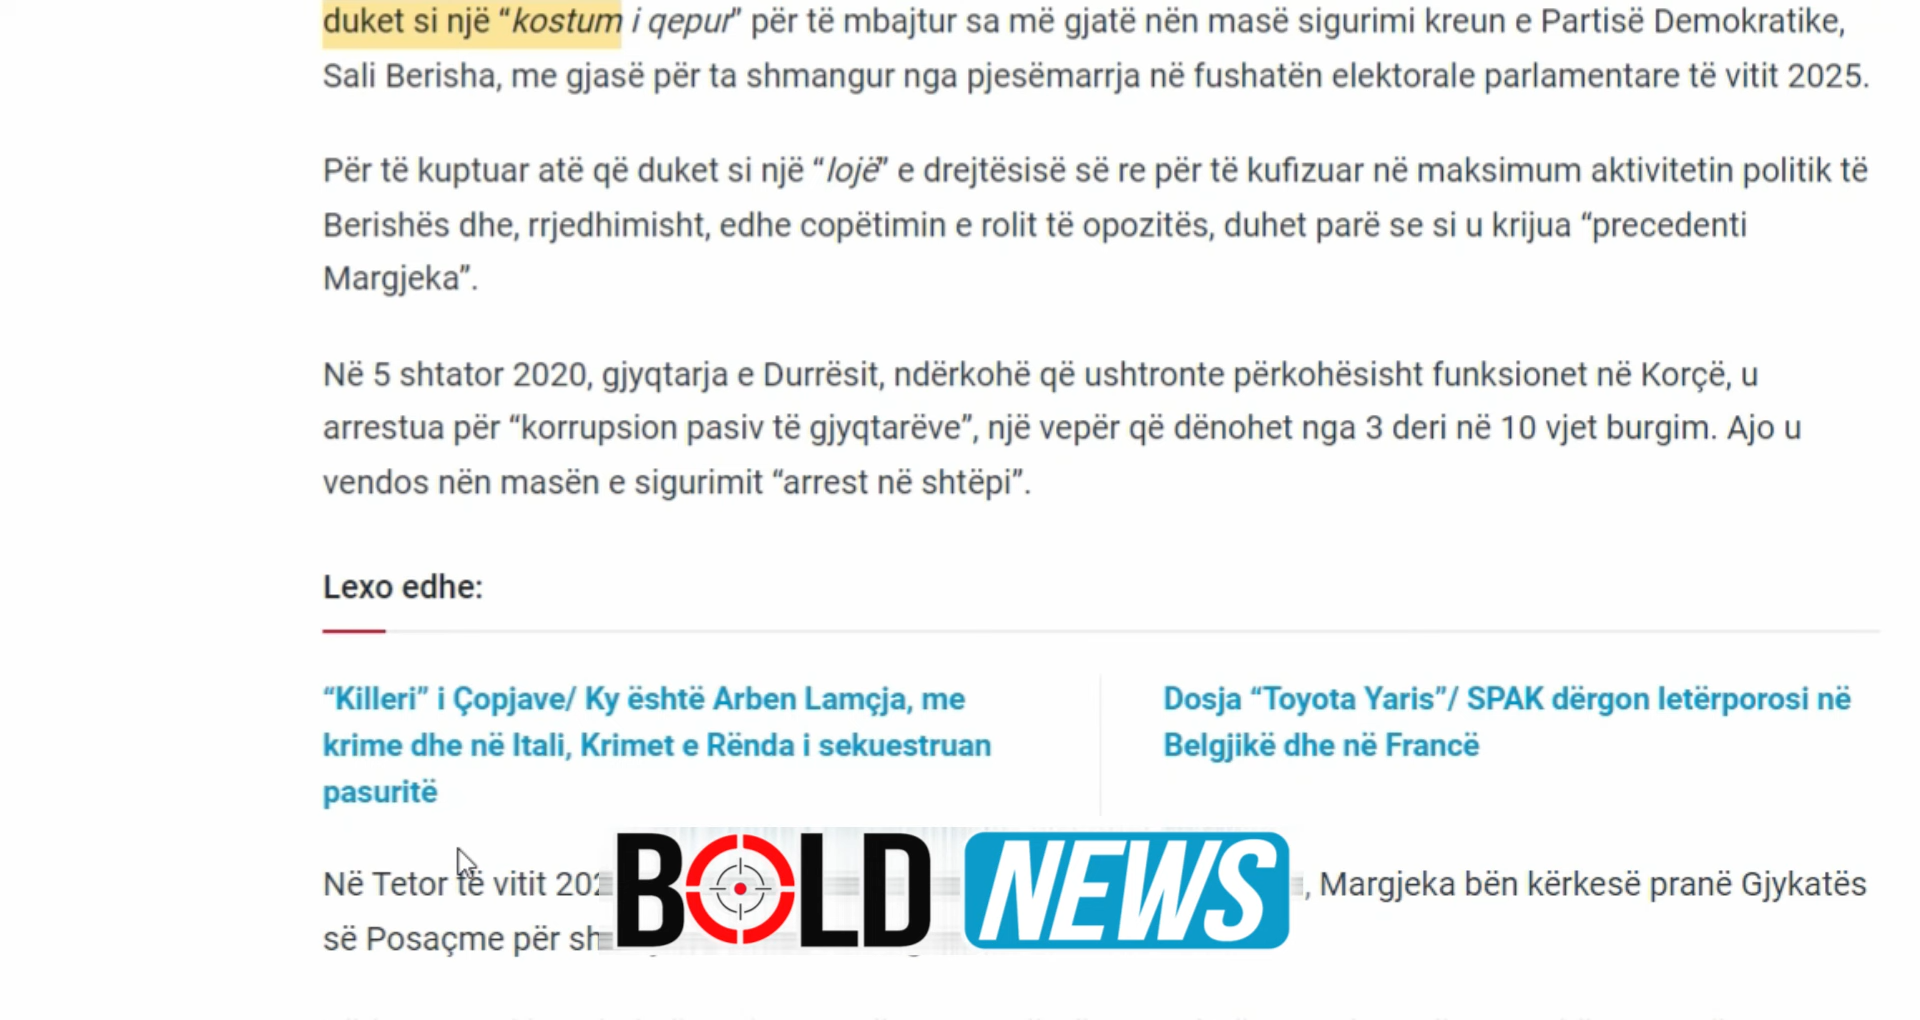 duket si një “kostum i qepur” për të mbajtur sa më gjatë nën masë sigurimi kreun e Partisë Demokratike,
Sali Berisha, me gjasë për ta shmangur nga pjesëmarrja në fushatën elektorale parlamentare të vitit 2025.
Për të kuptuar atë që duket si një “lojë” e drejtësisë së re për të kufizuar në maksimum aktivitetin politik të
Berishës dhe, rrjedhimisht, edhe copëtimin e rolit të opozitës, duhet parë se si u krijua “precedenti
Margjeka”.
Në 5 shtator 2020, gjyqtarja e Durrësit, ndërkohë që ushtronte përkohësisht funksionet në Korçë, u
arrestua për “korrupsion pasiv të gjyqtarëve”, një vepër që dënohet nga 3 deri në 10 vjet burgim. Ajo u
vendos nën masën e sigurimit “arrest në shtëpi”.
Lexo edhe:
“Killeri” i Çopjave/ Ky është Arben Lamçja, me
krime dhe në Itali, Krimet e Rënda i sekuestruan
pasuritë
Dosja “Toyota Yaris”/ SPAK dërgon letërporosi në
Belgjikë dhe në Francë
Në Tetor të vitit , Margjeka bën kërkesë pranë Gjykatës
së Posaçme për
BOLD NEWS